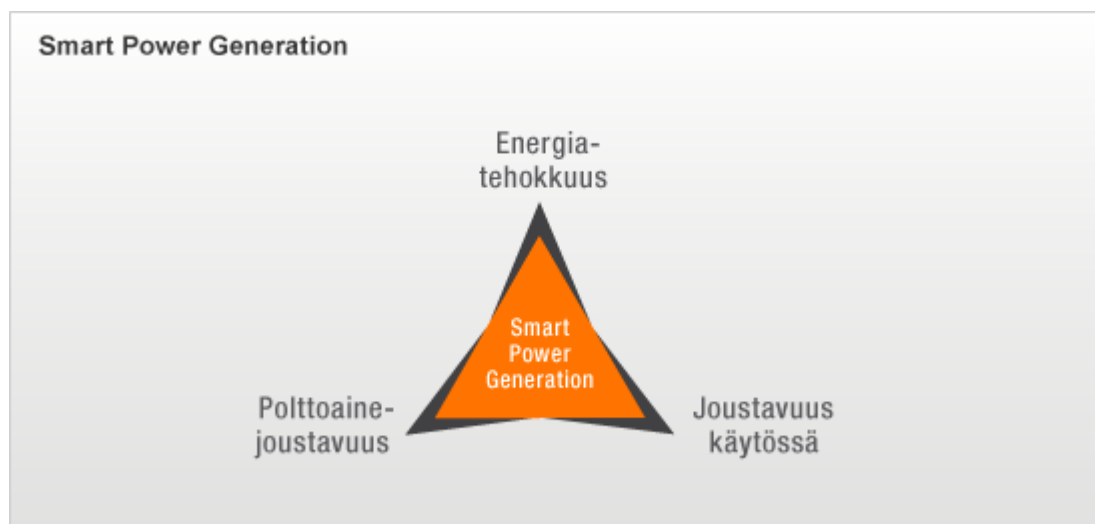 Smart Power Generation
Energia-
tehokkuus
Smart
Power
Generation
Polttoaine-
joustavuus
Joustavuus
käytössä